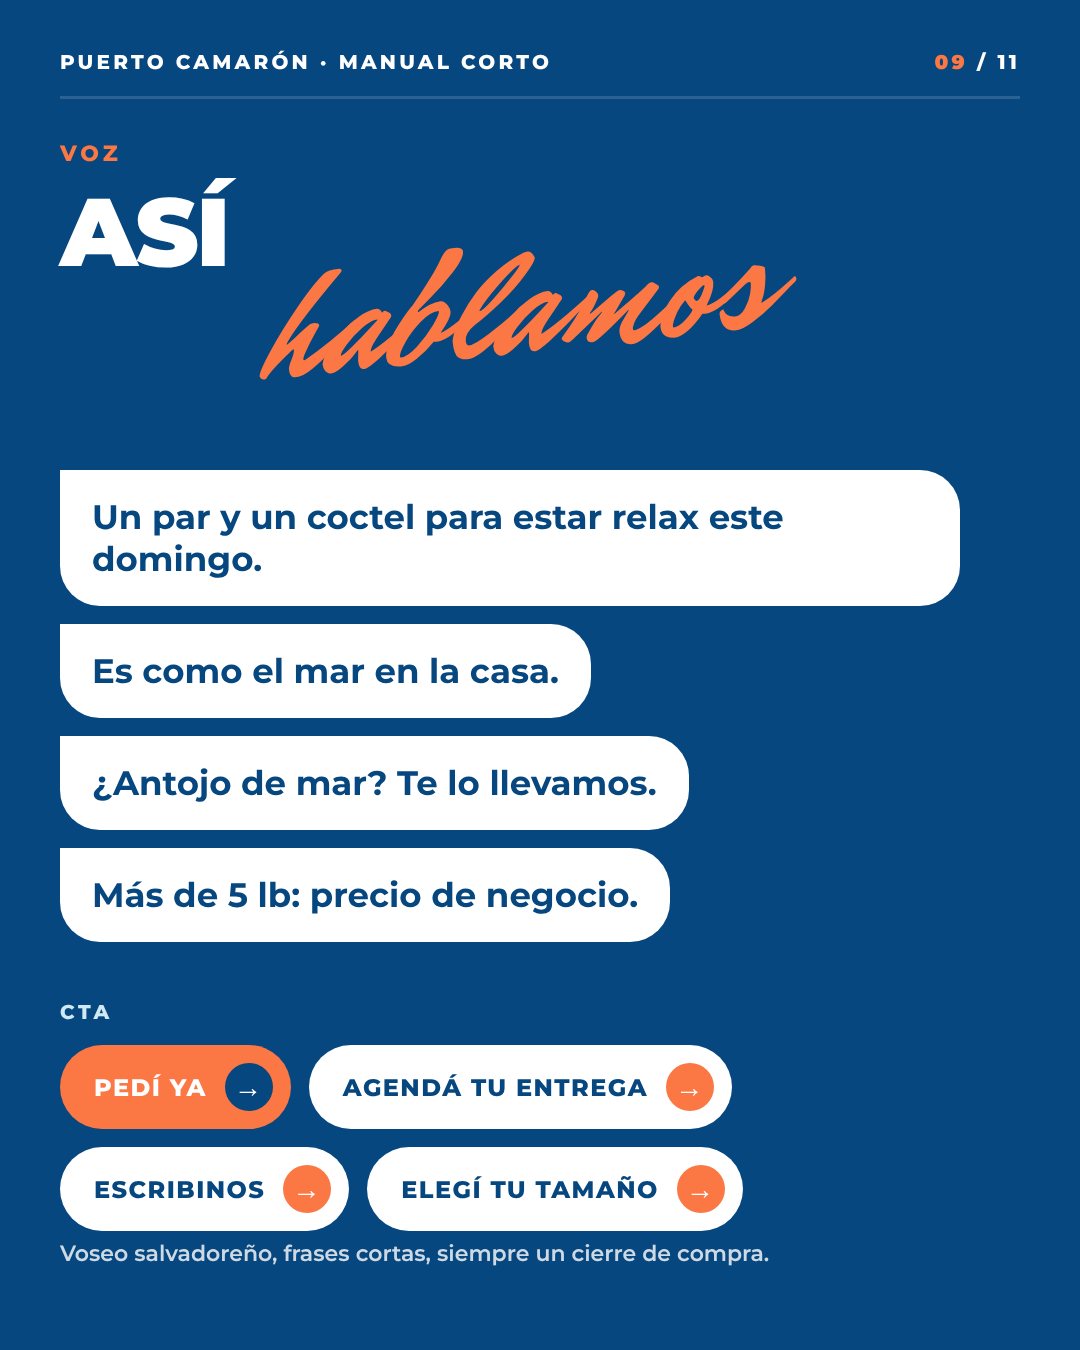 PUERTO CAMARÓN · MANUAL CORTO
09 / 11
VOZ
ASÍ
hablamos
Un par y un coctel para estar relax este
domingo.
Es como el mar en la casa.
¿Antojo de mar? Te lo llevamos.
Más de 5 lb: precio de negocio.
CTA
PEDÍ YA →
AGENDÁ TU ENTREGA →
ESCRIBINOS →
ELEGÍ TU TAMAÑO →
Voseo salvadoreño, frases cortas, siempre un cierre de compra.